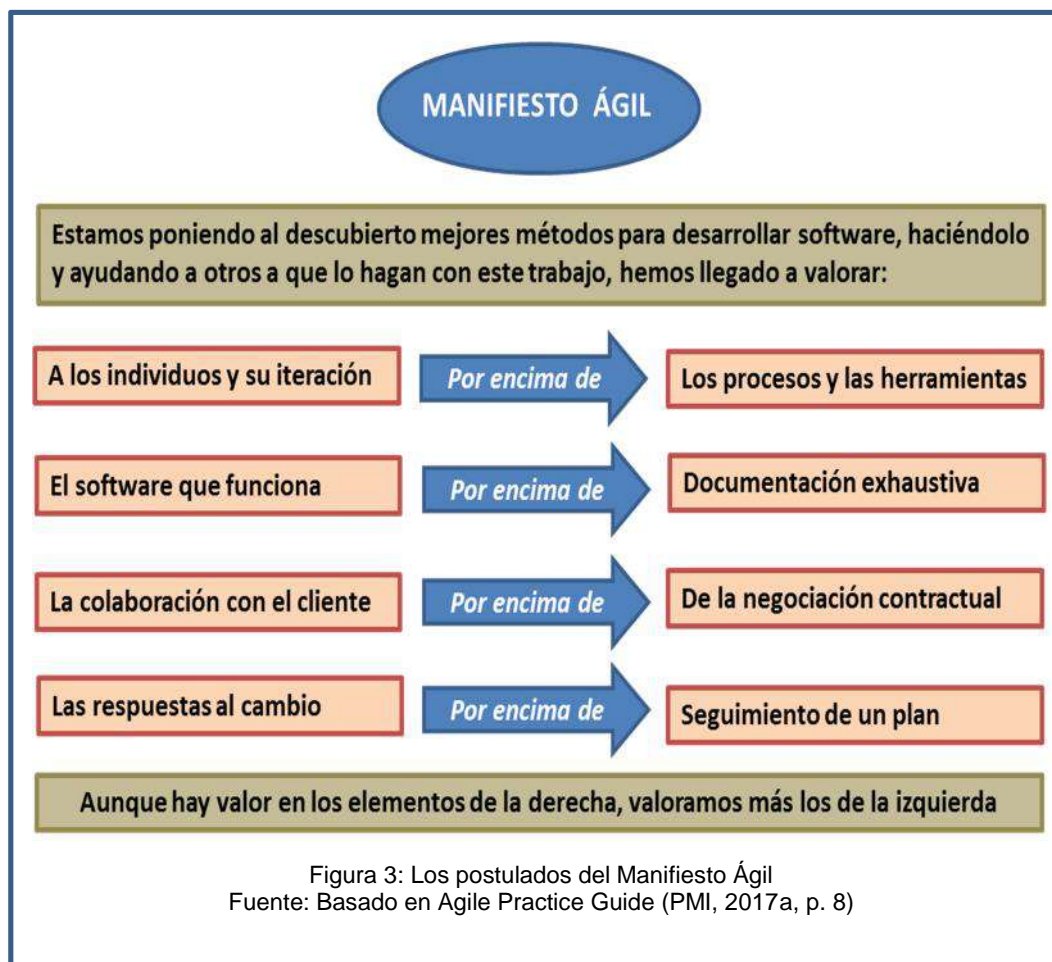 MANIFIESTO ÁGIL
Estamos poniendo al descubierto mejores métodos para desarrollar software, haciéndolo
y ayudando a otros a que lo hagan con este trabajo, hemos llegado a valorar:
A los individuos y su iteración
Por encima de
Los procesos y las herramientas
El software que funciona
Por encima de
Documentación exhaustiva
La colaboración con el cliente
Por encima de
De la negociación contractual
Las respuestas al cambio
Por encima de
Seguimiento de un plan
Aunque hay valor en los elementos de la derecha, valoramos más los de la izquierda
Figura 3: Los postulados del Manifiesto Ágil
Fuente: Basado en Agile Practice Guide (PMI, 2017a, p. 8)